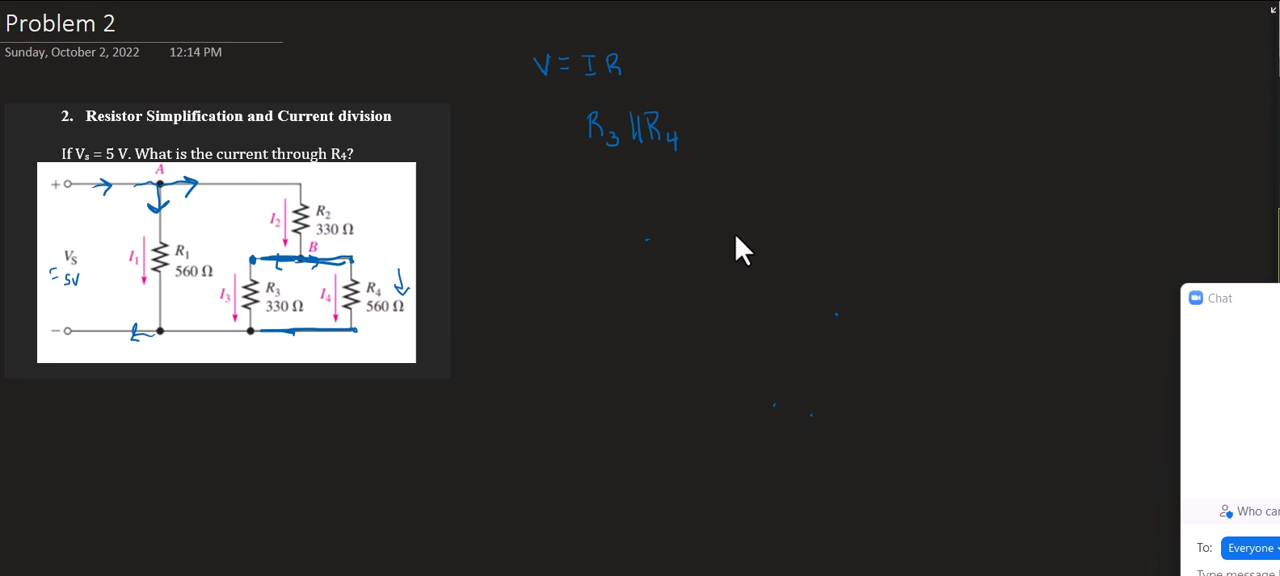 Problem 2
Sunday, October 2, 2022 12:14 PM
V = I R
R3 || R4
2. Resistor Simplification and Current division
If Vs = 5 V. What is the current through R4?
A
+
I2
R2
330 Ω
B
Vs
= 5V
I1
R1
560 Ω
I3
R3
330 Ω
I4
R4
560 Ω
−
Chat
Who can
To: Everyone
Type message